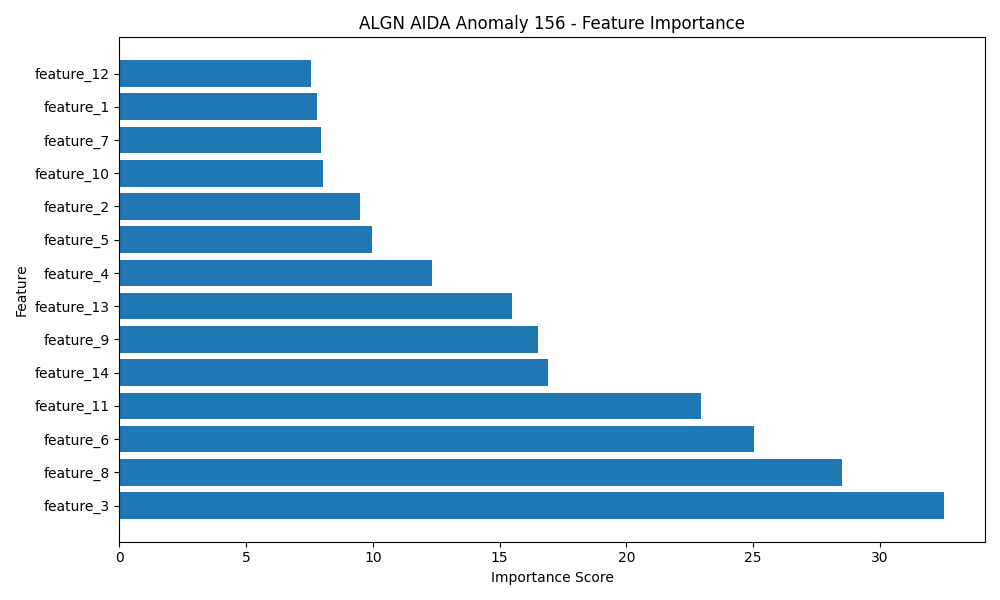 ALGN AIDA Anomaly 156 - Feature Importance
feature_12
feature_1
feature_7
feature_10
feature_2
feature_5
feature_4
feature_13
feature_9
feature_14
feature_11
feature_6
feature_8
feature_3
Feature
0 5 10 15 20 25 30
Importance Score